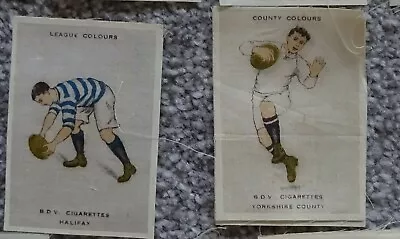 LEAGUE COLOURS
B.D.V. CIGARETTES
HALIFAX
COUNTY COLOURS
B.D.V. CIGARETTES
YORKSHIRE COUNTY